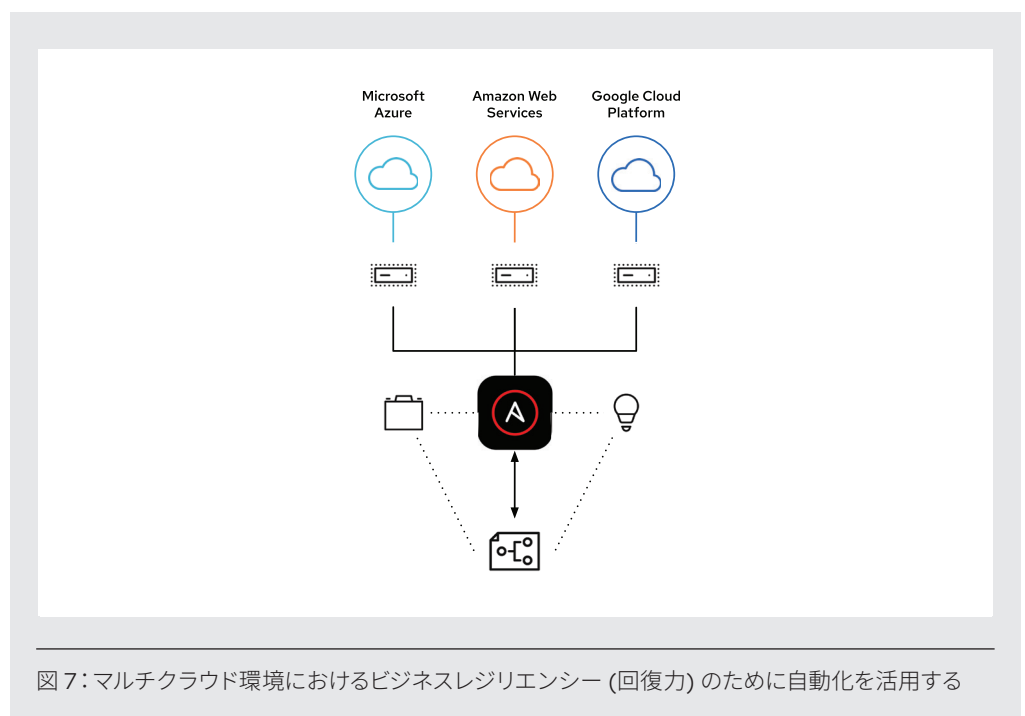 Microsoft
Azure
Amazon Web
Services
Google Cloud
Platform
図 7：マルチクラウド環境におけるビジネスレジリエンシー (回復力) のために自動化を活用する